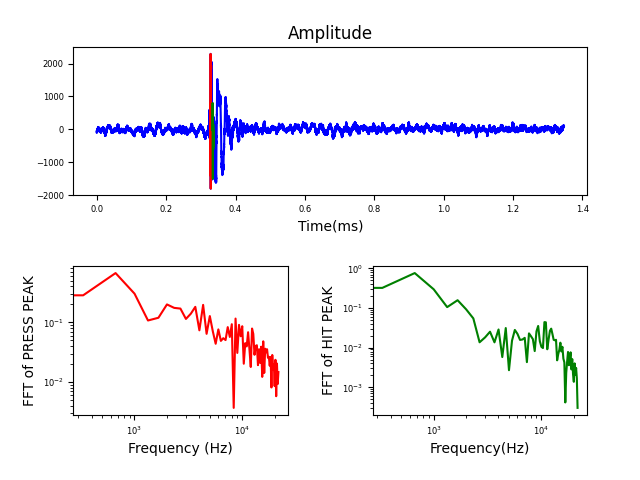 Amplitude
2000
1000
0
−1000
−2000
0.0 0.2 0.4 0.6 0.8 1.0 1.2 1.4
Time(ms)
FFT of PRESS PEAK
10⁻¹
10⁻²
10³ 10⁴
Frequency (Hz)
FFT of HIT PEAK
10⁰
10⁻¹
10⁻²
10⁻³
10³ 10⁴
Frequency(Hz)